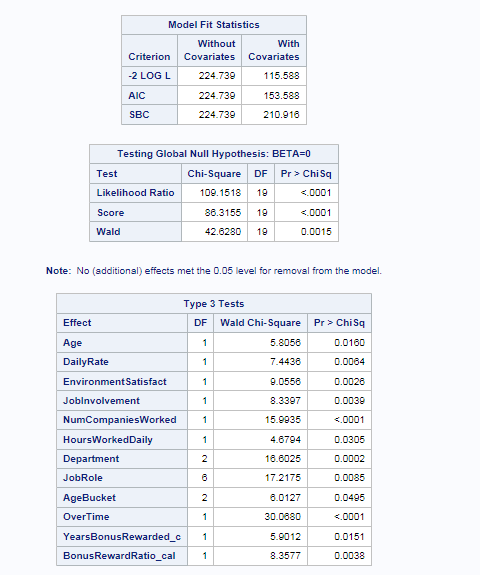 Model Fit Statistics
Without With
Criterion Covariates Covariates
-2 LOG L 224.739 115.588
AIC 224.739 153.588
SBC 224.739 210.916
Testing Global Null Hypothesis: BETA=0
Test Chi-Square DF Pr > ChiSq
Likelihood Ratio 109.1518 19 <.0001
Score 86.3155 19 <.0001
Wald 42.6280 19 0.0015
Note: No (additional) effects met the 0.05 level for removal from the model.
Type 3 Tests
Effect DF Wald Chi-Square Pr > ChiSq
Age 1 5.8056 0.0160
DailyRate 1 7.4436 0.0064
EnvironmentSatisfact 1 9.0556 0.0026
JobInvolvement 1 8.3397 0.0039
NumCompaniesWorked 1 15.9935 <.0001
HoursWorkedDaily 1 4.6794 0.0305
Department 2 16.6025 0.0002
JobRole 6 17.2175 0.0085
AgeBucket 2 6.0127 0.0495
OverTime 1 30.0680 <.0001
YearsBonusRewarded_c 1 5.9012 0.0151
BonusRewardRatio_cal 1 8.3577 0.0038